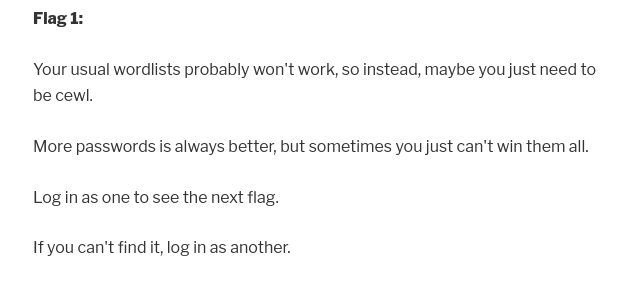 Flag 1:
Your usual wordlists probably won't work, so instead, maybe you just need to
be cewl.
More passwords is always better, but sometimes you just can't win them all.
Log in as one to see the next flag.
If you can't find it, log in as another.